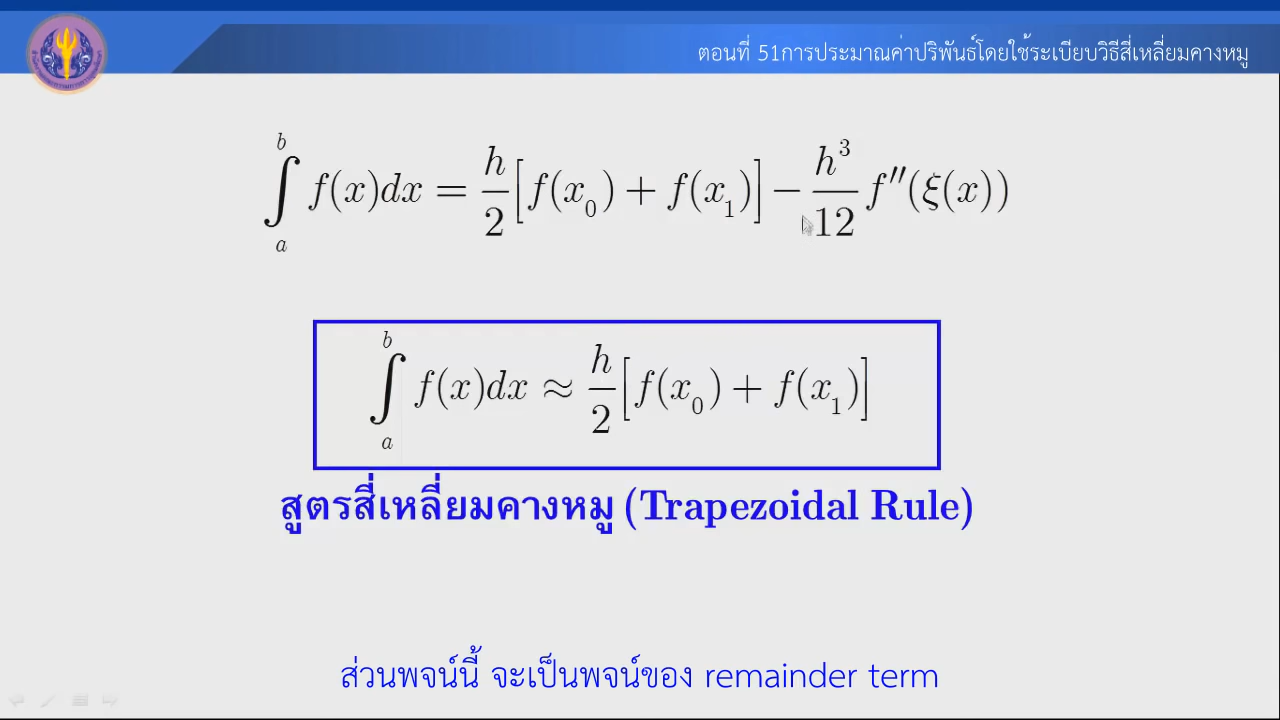 ตอนที่ 51การประมาณค่าปริพันธ์โดยใช้ระเบียบวิธีสี่เหลี่ยมคางหมู
∫_a^b f(x)dx = h/2 [f(x_0) + f(x_1)] − h^3/12 f″(ξ(x))
∫_a^b f(x)dx ≈ h/2 [f(x_0) + f(x_1)]
สูตรสี่เหลี่ยมคางหมู (Trapezoidal Rule)
ส่วนพจน์นี้ จะเป็นพจน์ของ remainder term